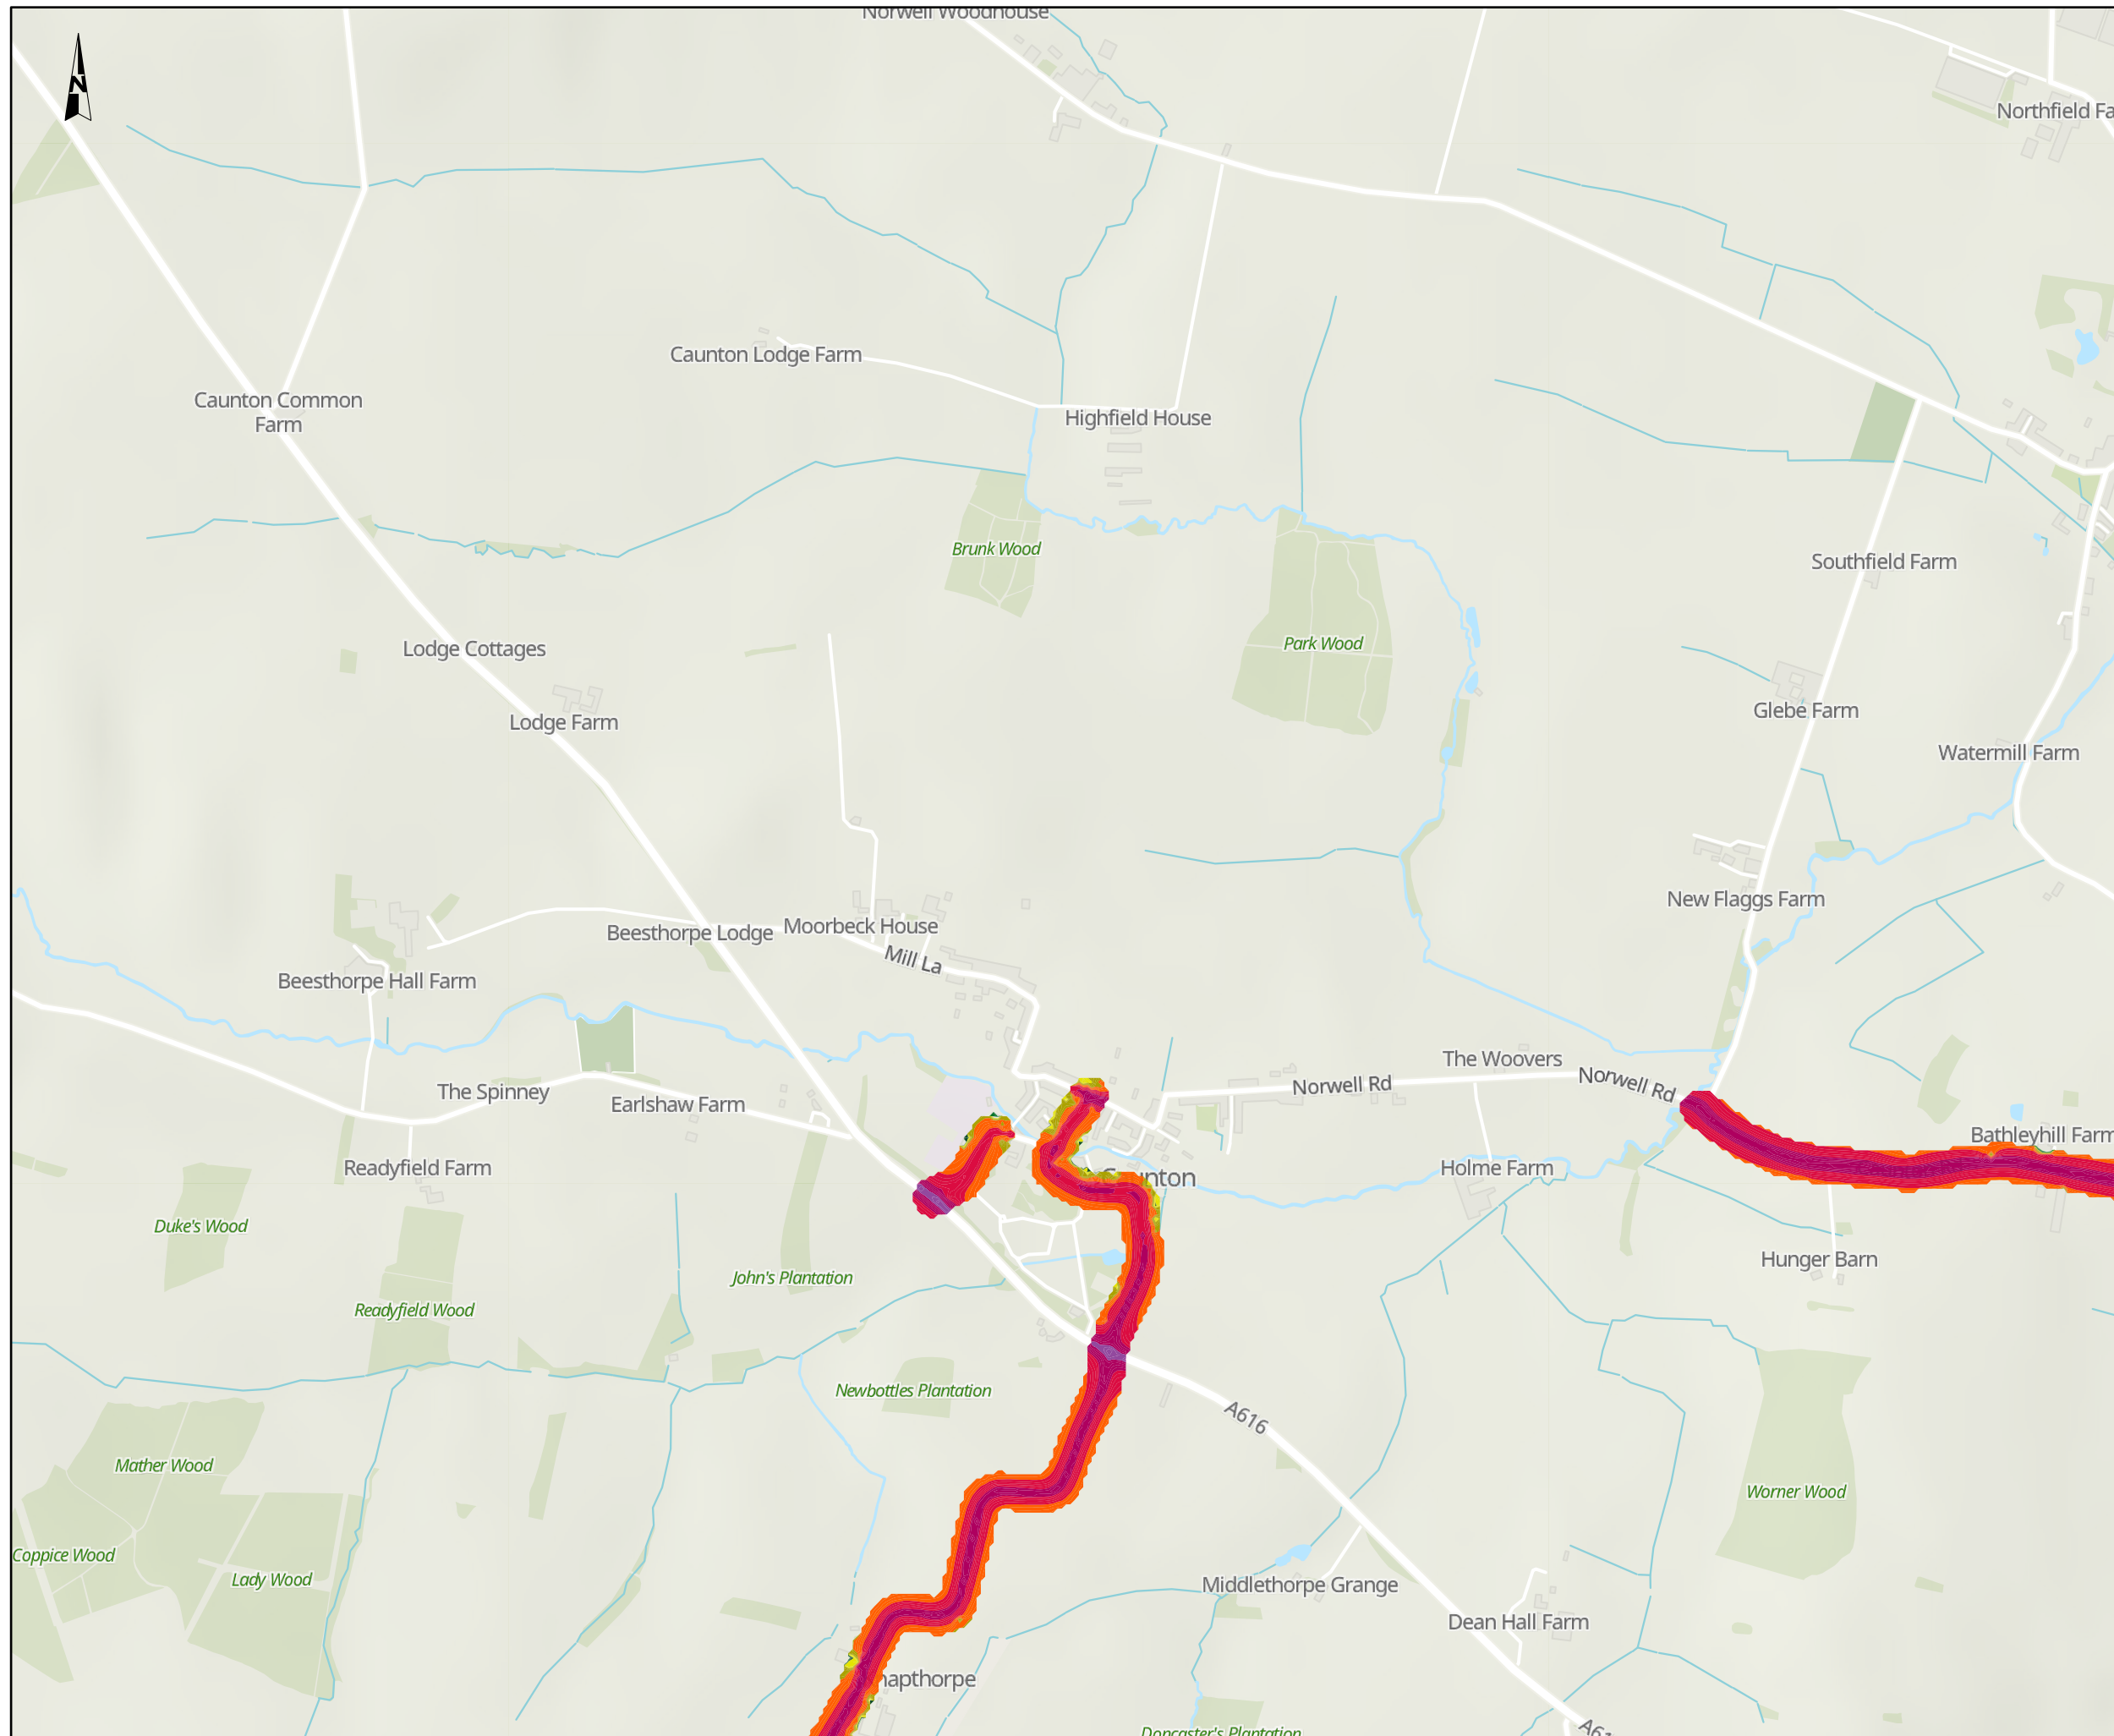 Norwell Woodhouse
N
Northfield Fa
Caunton Lodge Farm
Caunton Common
Farm
Highfield House
Brunk Wood
Southfield Farm
Park Wood
Lodge Cottages
Glebe Farm
Lodge Farm
Watermill Farm
New Flaggs Farm
Moorbeck House
Beesthorpe Lodge
Mill La
Beesthorpe Hall Farm
The Woovers
Norwell Rd
Norwell Rd
The Spinney
Earlshaw Farm
Bathleyhill Farm
Readyfield Farm
Holme Farm
Caunton
Duke's Wood
Hunger Barn
John's Plantation
Readyfield Wood
Newbottles Plantation
A616
Mather Wood
Worner Wood
Coppice Wood
Lady Wood
Middlethorpe Grange
Dean Hall Farm
hapthorpe
Doncaster's Plantation
A61